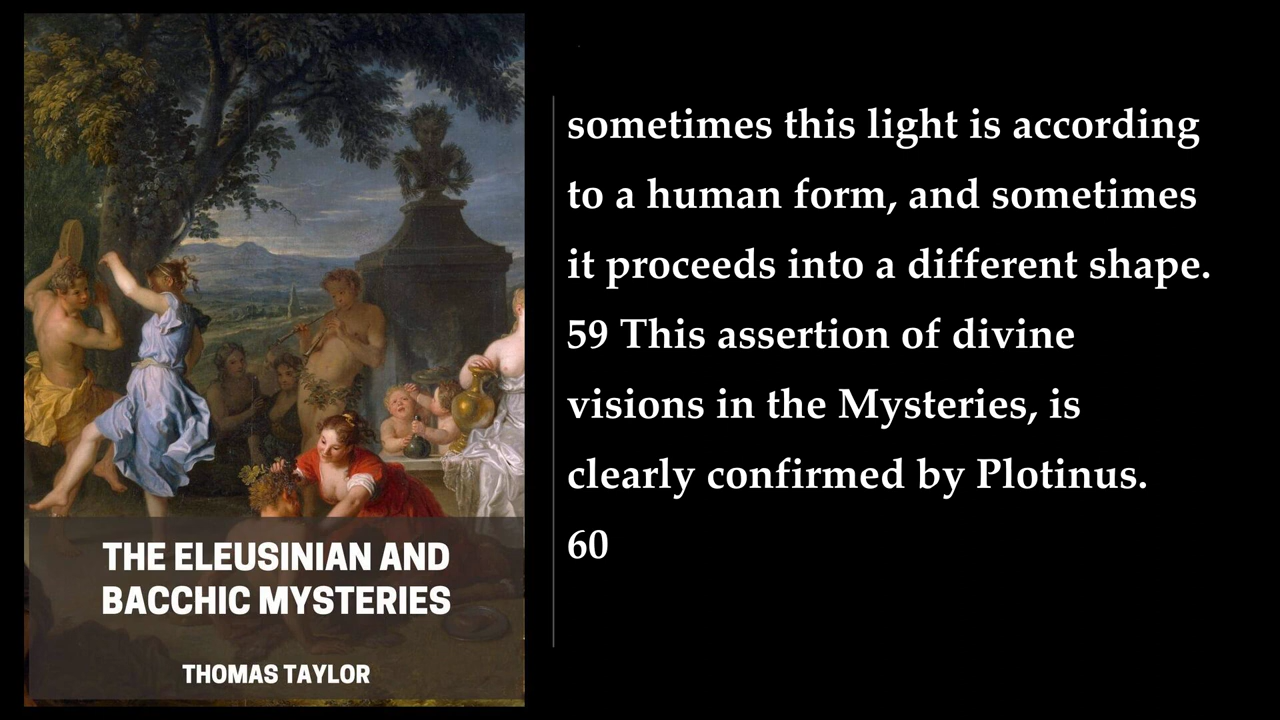 THE ELEUSINIAN AND
BACCHIC MYSTERIES
THOMAS TAYLOR
sometimes this light is according
to a human form, and sometimes
it proceeds into a different shape.
59 This assertion of divine
visions in the Mysteries, is
clearly confirmed by Plotinus.
60